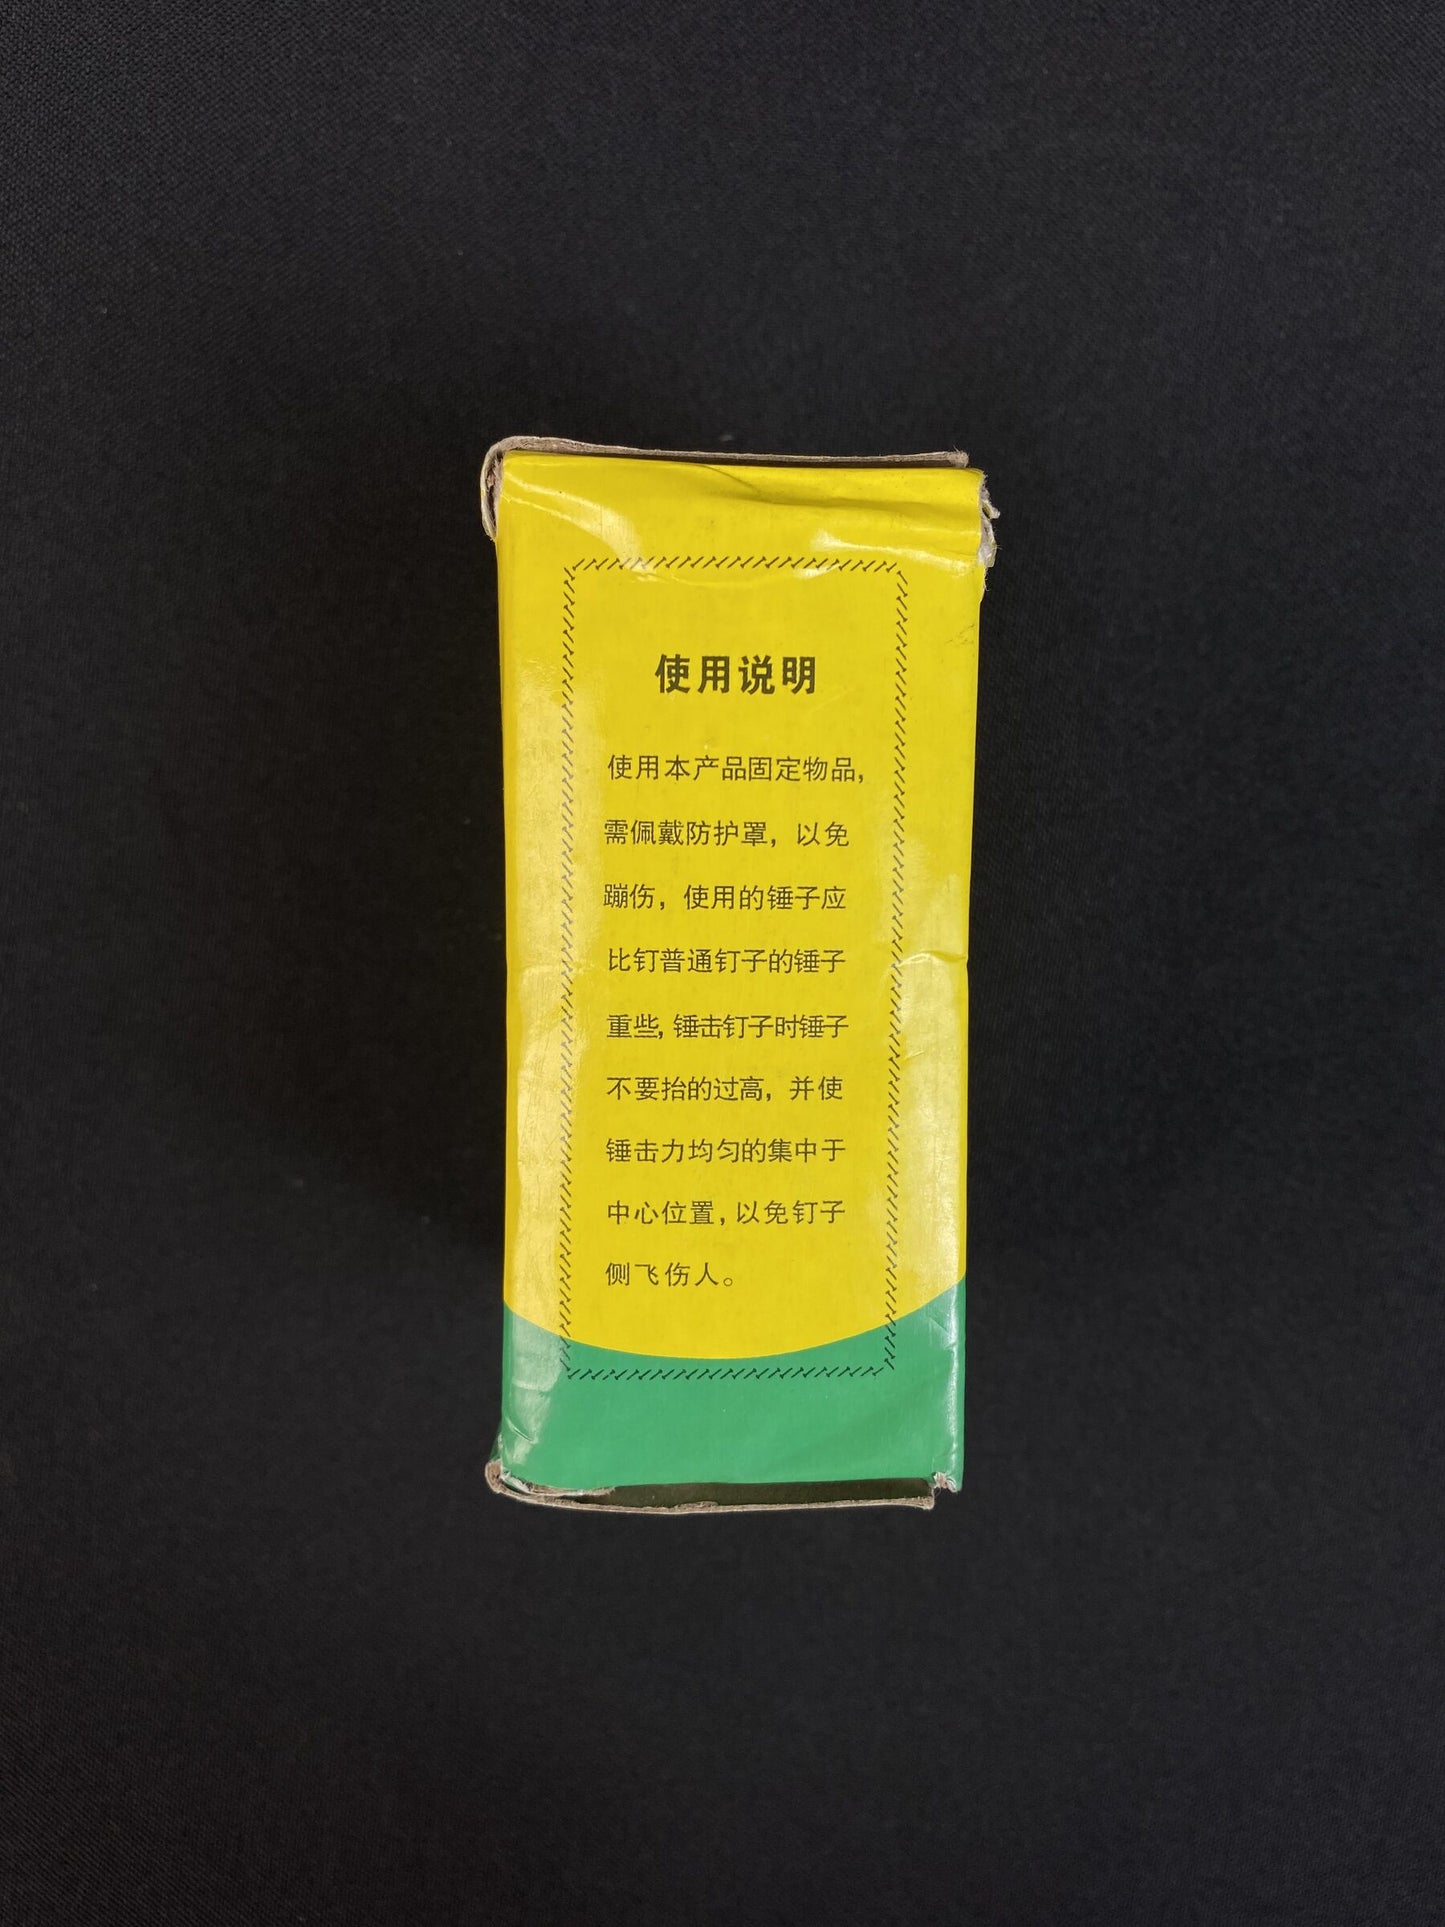 使用说明
使用本产品固定物品，
需佩戴防护罩，以免
蹦伤，使用的锤子应
比钉普通钉子的锤子
重些，锤击钉子时锤子
不要抬的过高，并使
锤击力均匀的集中于
中心位置，以免钉子
侧飞伤人。